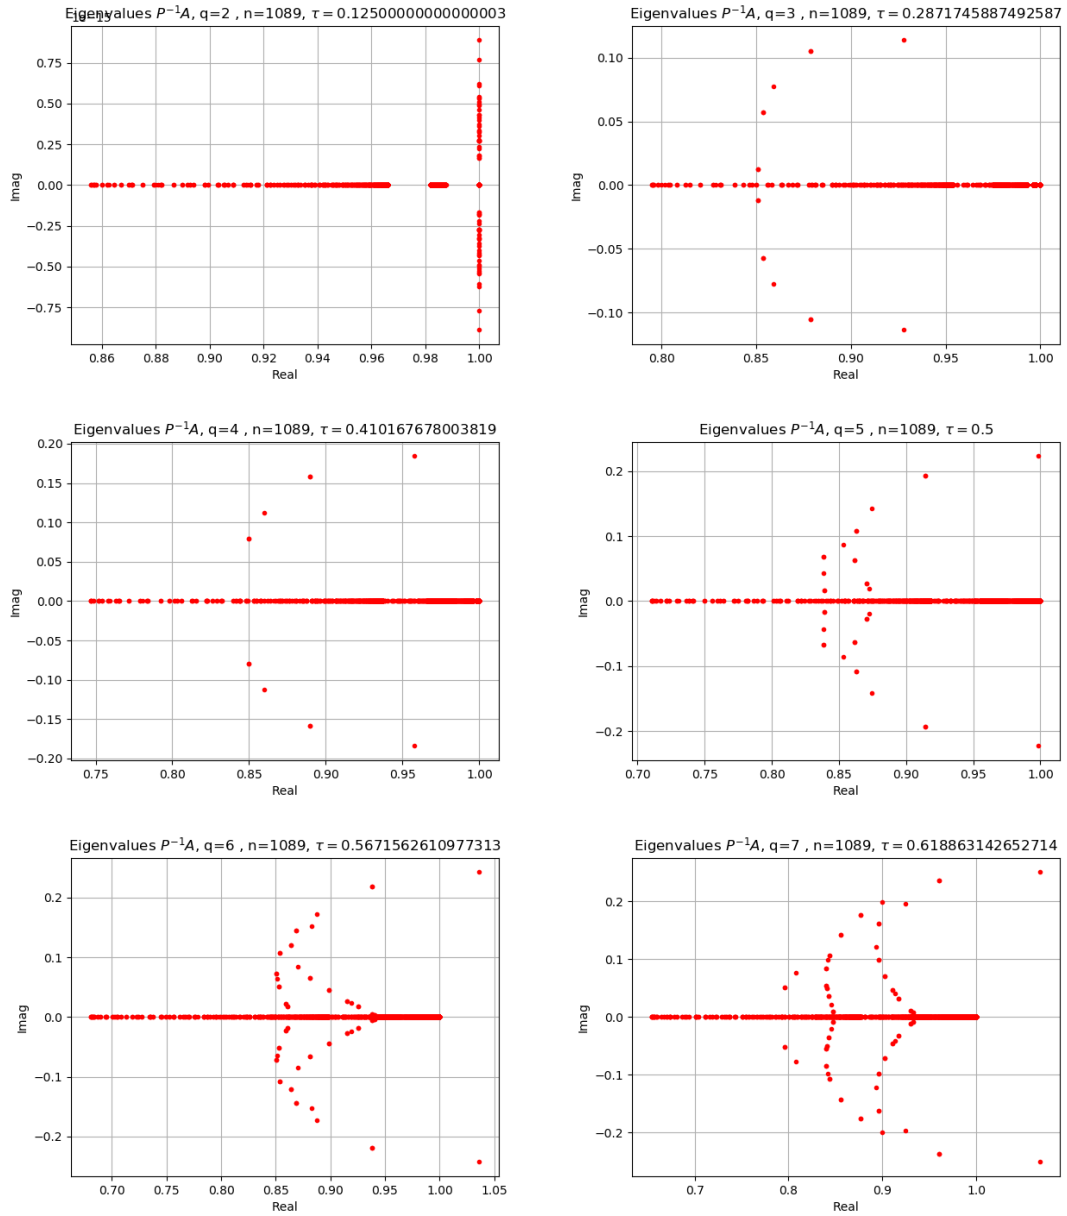 Eigenvalues $P^{-1}A$, q=2 , n=1089, τ=0.12500000000000003
Eigenvalues $P^{-1}A$, q=3 , n=1089, τ=0.2871745887492587
0.75
0.50
0.25
0.00
−0.25
−0.50
−0.75
Imag
0.86 0.88 0.90 0.92 0.94 0.96 0.98 1.00
Real
0.10
0.05
0.00
−0.05
−0.10
Imag
0.80 0.85 0.90 0.95 1.00
Real
Eigenvalues $P^{-1}A$, q=4 , n=1089, τ=0.410167678003819
0.20
0.15
0.10
0.05
0.00
−0.05
−0.10
−0.15
−0.20
Imag
0.75 0.80 0.85 0.90 0.95 1.00
Real
Eigenvalues $P^{-1}A$, q=5 , n=1089, τ=0.5
0.2
0.1
0.0
−0.1
−0.2
Imag
0.70 0.75 0.80 0.85 0.90 0.95 1.00
Real
Eigenvalues $P^{-1}A$, q=6 , n=1089, τ=0.5671562610977313
0.2
0.1
0.0
−0.1
−0.2
Imag
0.70 0.75 0.80 0.85 0.90 0.95 1.00 1.05
Real
Eigenvalues $P^{-1}A$, q=7 , n=1089, τ=0.618863142652714
0.2
0.1
0.0
−0.1
−0.2
Imag
0.7 0.8 0.9 1.0
Real